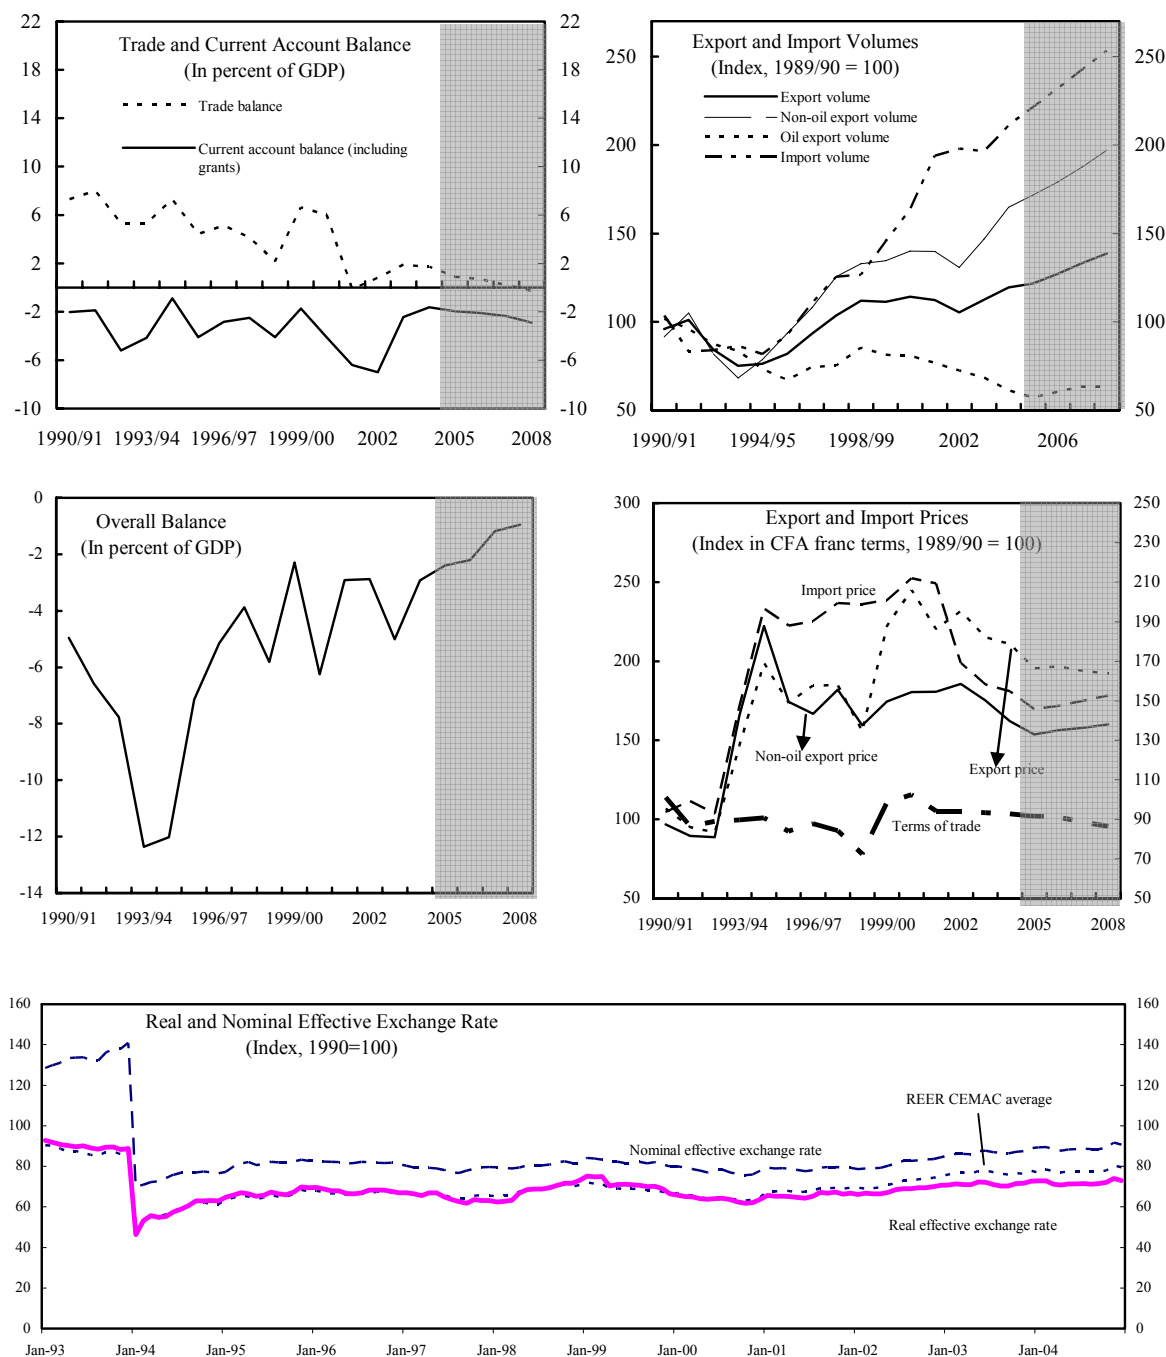 22
18
14
10
6
2
-2
-6
-10
Trade and Current Account Balance
(In percent of GDP)
Trade balance
Current account balance (including
grants)
22
18
14
10
6
2
-2
-6
-10
1990/91 1993/94 1996/97 1999/00 2002 2005 2008
250
200
150
100
50
Export and Import Volumes
(Index, 1989/90 = 100)
Export volume
Non-oil export volume
Oil export volume
Import volume
250
200
150
100
50
1990/91 1994/95 1998/99 2002 2006
0
-2
-4
-6
-8
-10
-12
-14
Overall Balance
(In percent of GDP)
1990/91 1993/94 1996/97 1999/00 2002 2005 2008
300
250
200
150
100
50
Export and Import Prices
(Index in CFA franc terms, 1989/90 = 100)
Import price
Non-oil export price
Export price
Terms of trade
250
230
210
190
170
150
130
110
90
70
50
1990/91 1993/94 1996/97 1999/00 2002 2005 2008
160
140
120
100
80
60
40
20
0
Real and Nominal Effective Exchange Rate
(Index, 1990=100)
REER CEMAC average
Nominal effective exchange rate
Real effective exchange rate
160
140
120
100
80
60
40
20
0
Jan-93 Jan-94 Jan-95 Jan-96 Jan-97 Jan-98 Jan-99 Jan-00 Jan-01 Jan-02 Jan-03 Jan-04